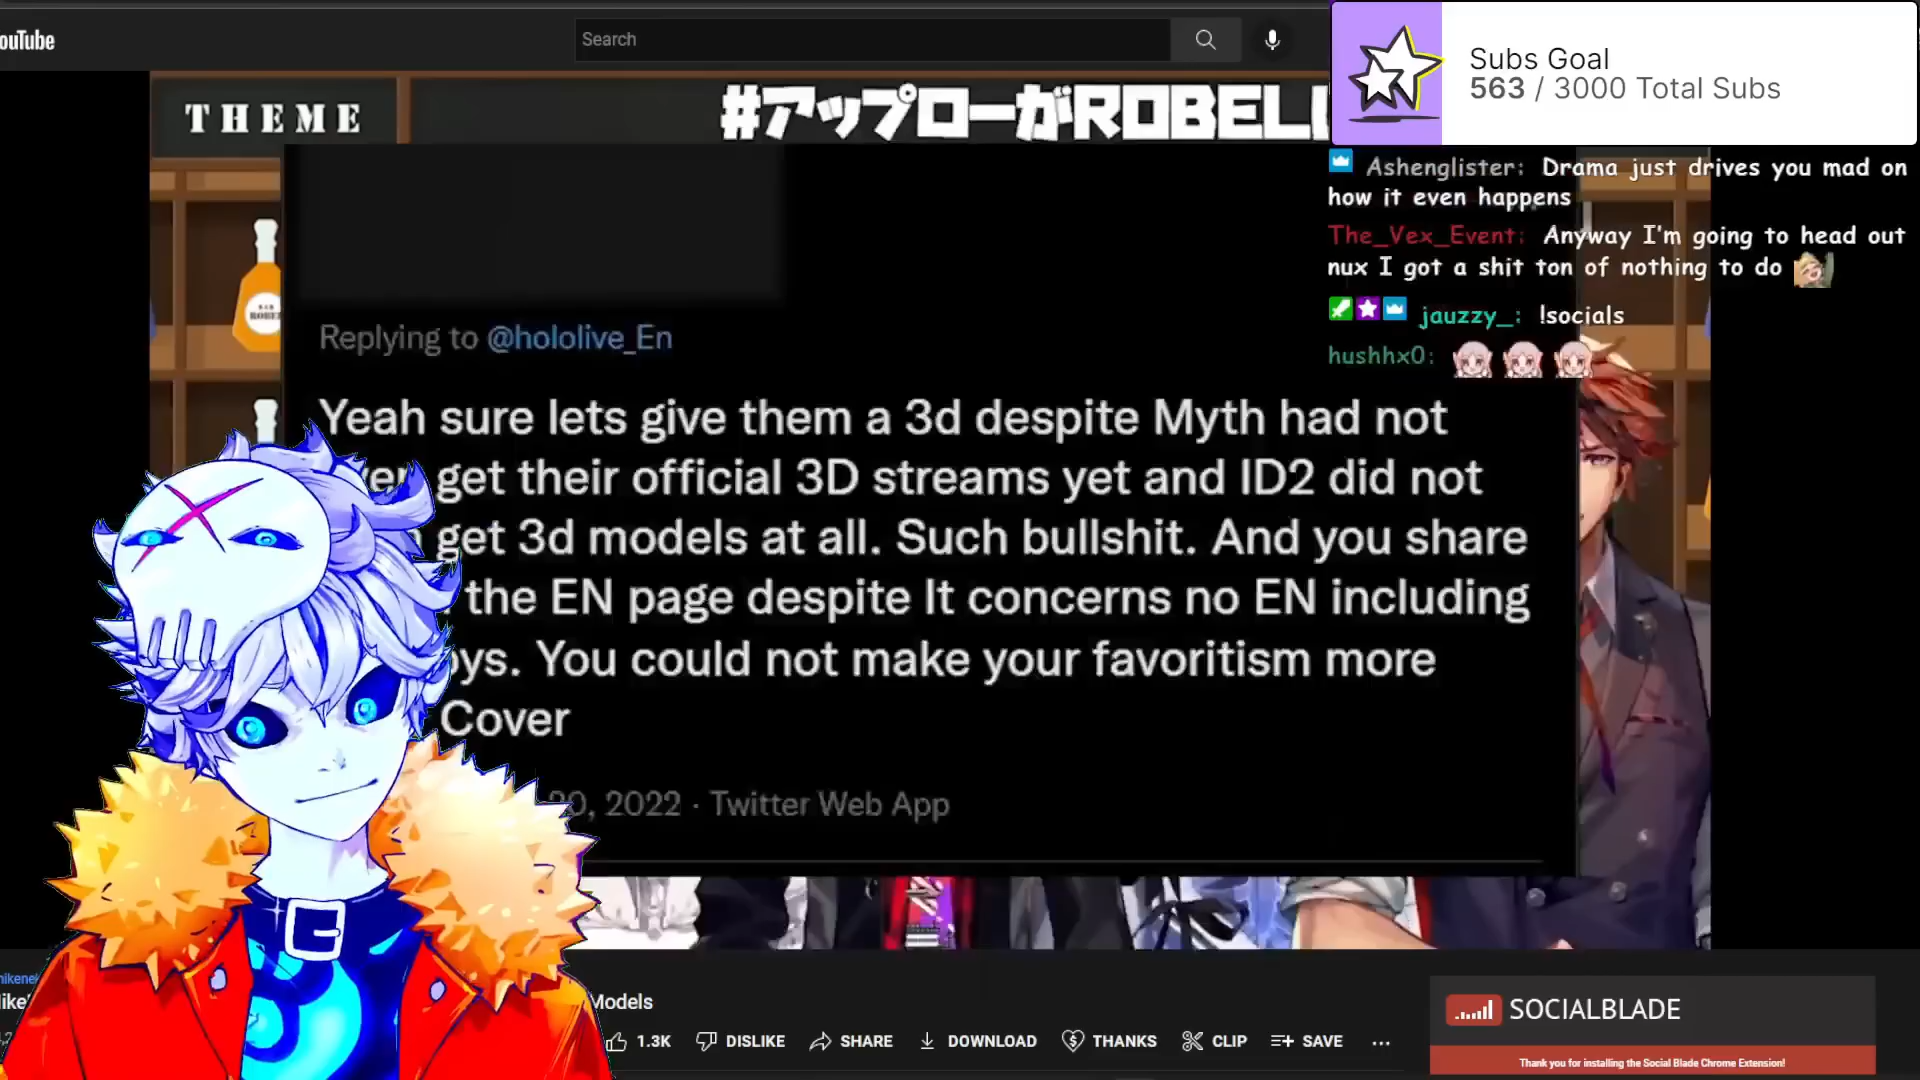 ouTube
Search
Subs Goal
563 / 3000 Total Subs
THEME
#アップローがROBEL
Ashenglister: Drama just drives you mad on
how it even happens
The_Vex_Event: Anyway I'm going to head out
nux I got a shit ton of nothing to do
jauzzy_: !socials
hushhx0:
Replying to @hololive_En
Yeah sure lets give them a 3d despite Myth had not
get their official 3D streams yet and ID2 did not
get 3d models at all. Such bullshit. And you share
the EN page despite It concerns no EN including
oys. You could not make your favoritism more
Cover
20, 2022 · Twitter Web App
Models
1.3K
DISLIKE
SHARE
DOWNLOAD
THANKS
CLIP
SAVE
SOCIALBLADE
Thank you for installing the Social Blade Chrome Extension!